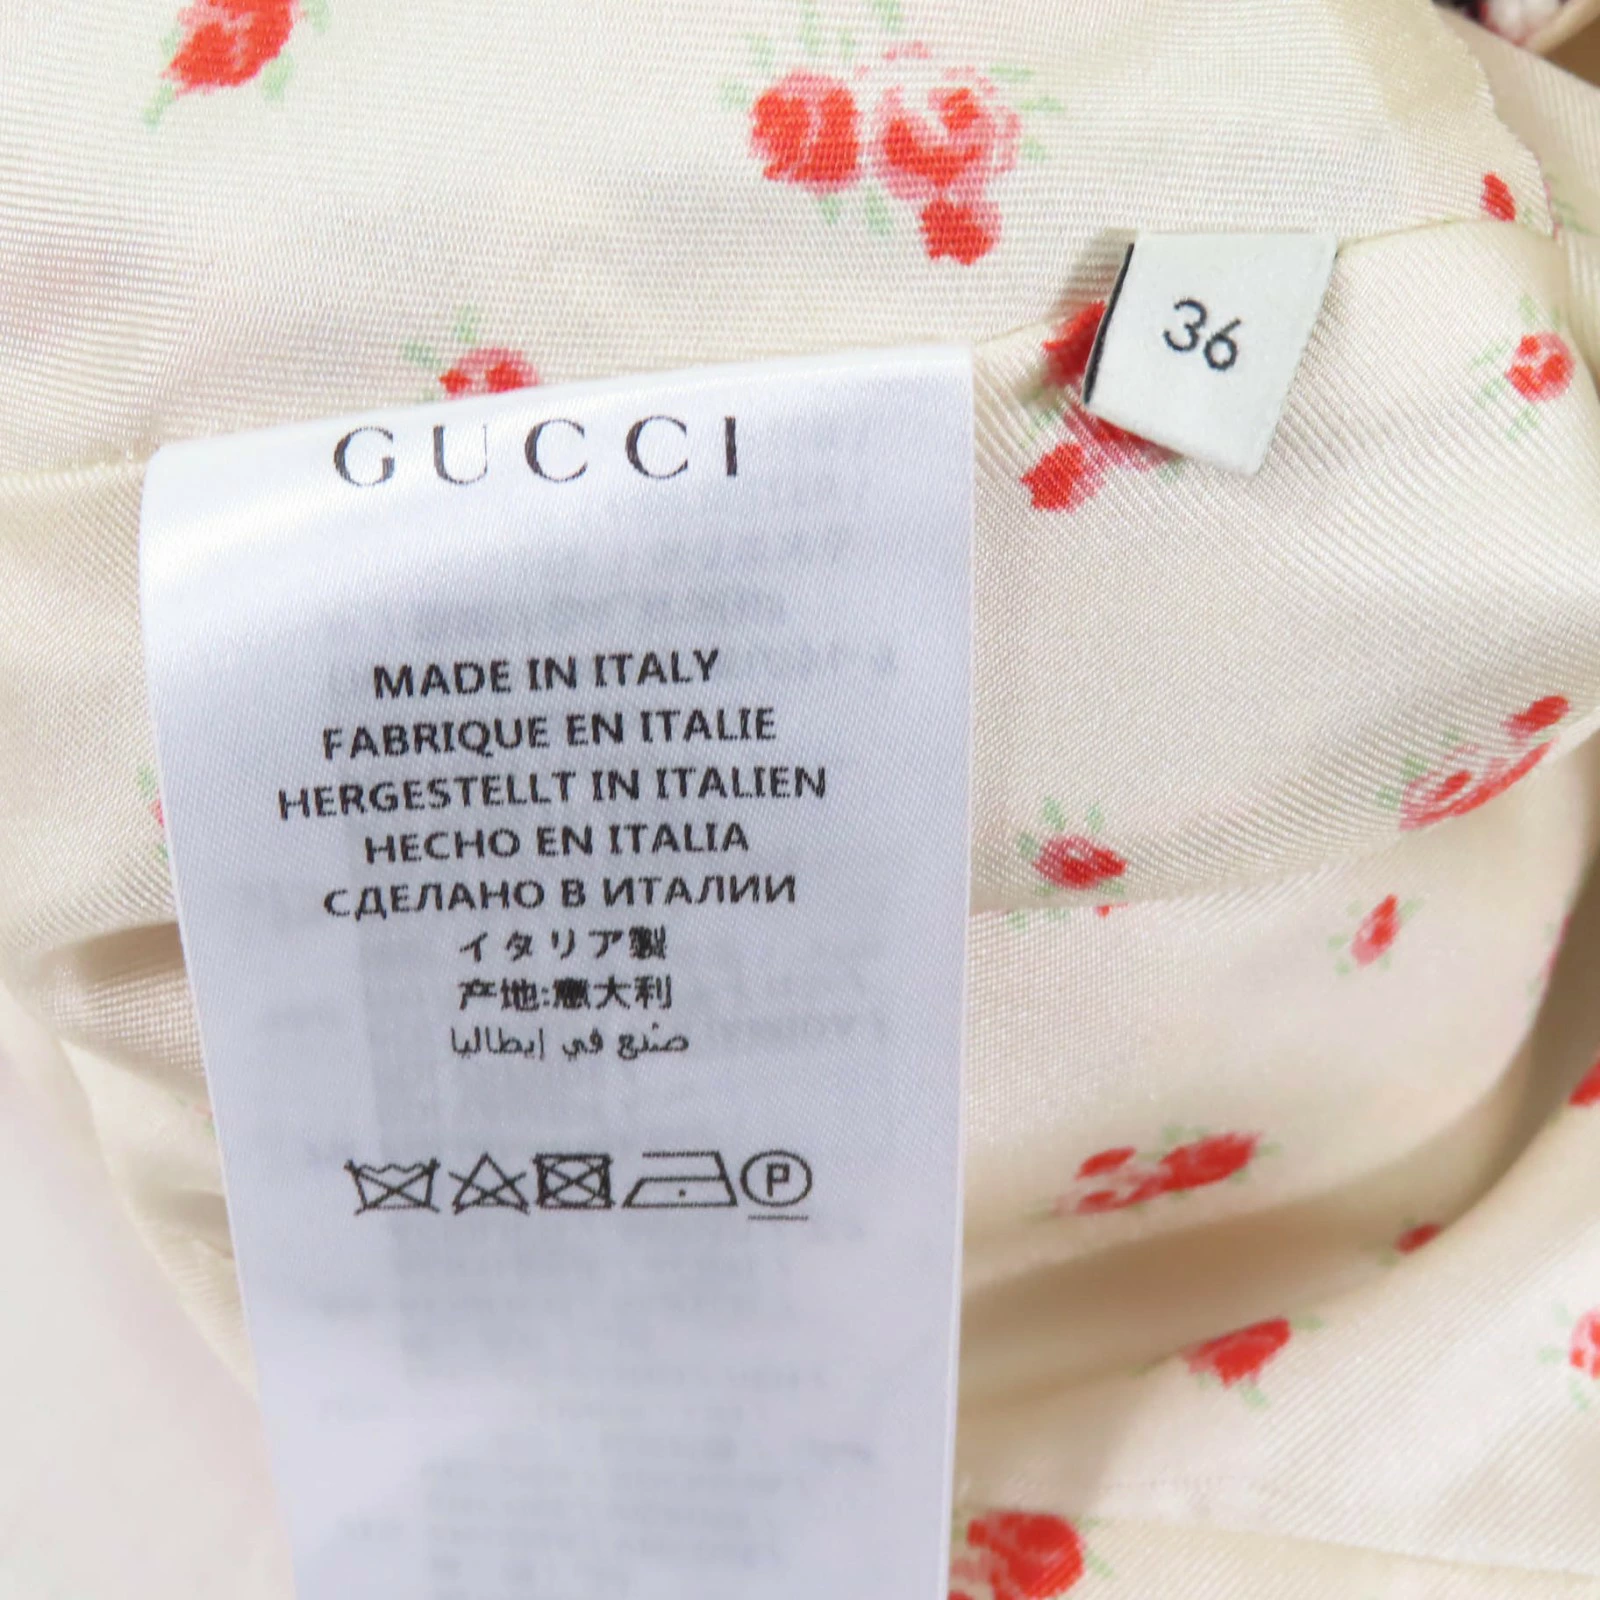 36
GUCCI
MADE IN ITALY
FABRIQUE EN ITALIE
HERGESTELLT IN ITALIEN
HECHO EN ITALIA
СДЕЛАНО В ИТАЛИИ
イタリア製
产地:意大利
صنع في إيطاليا
P